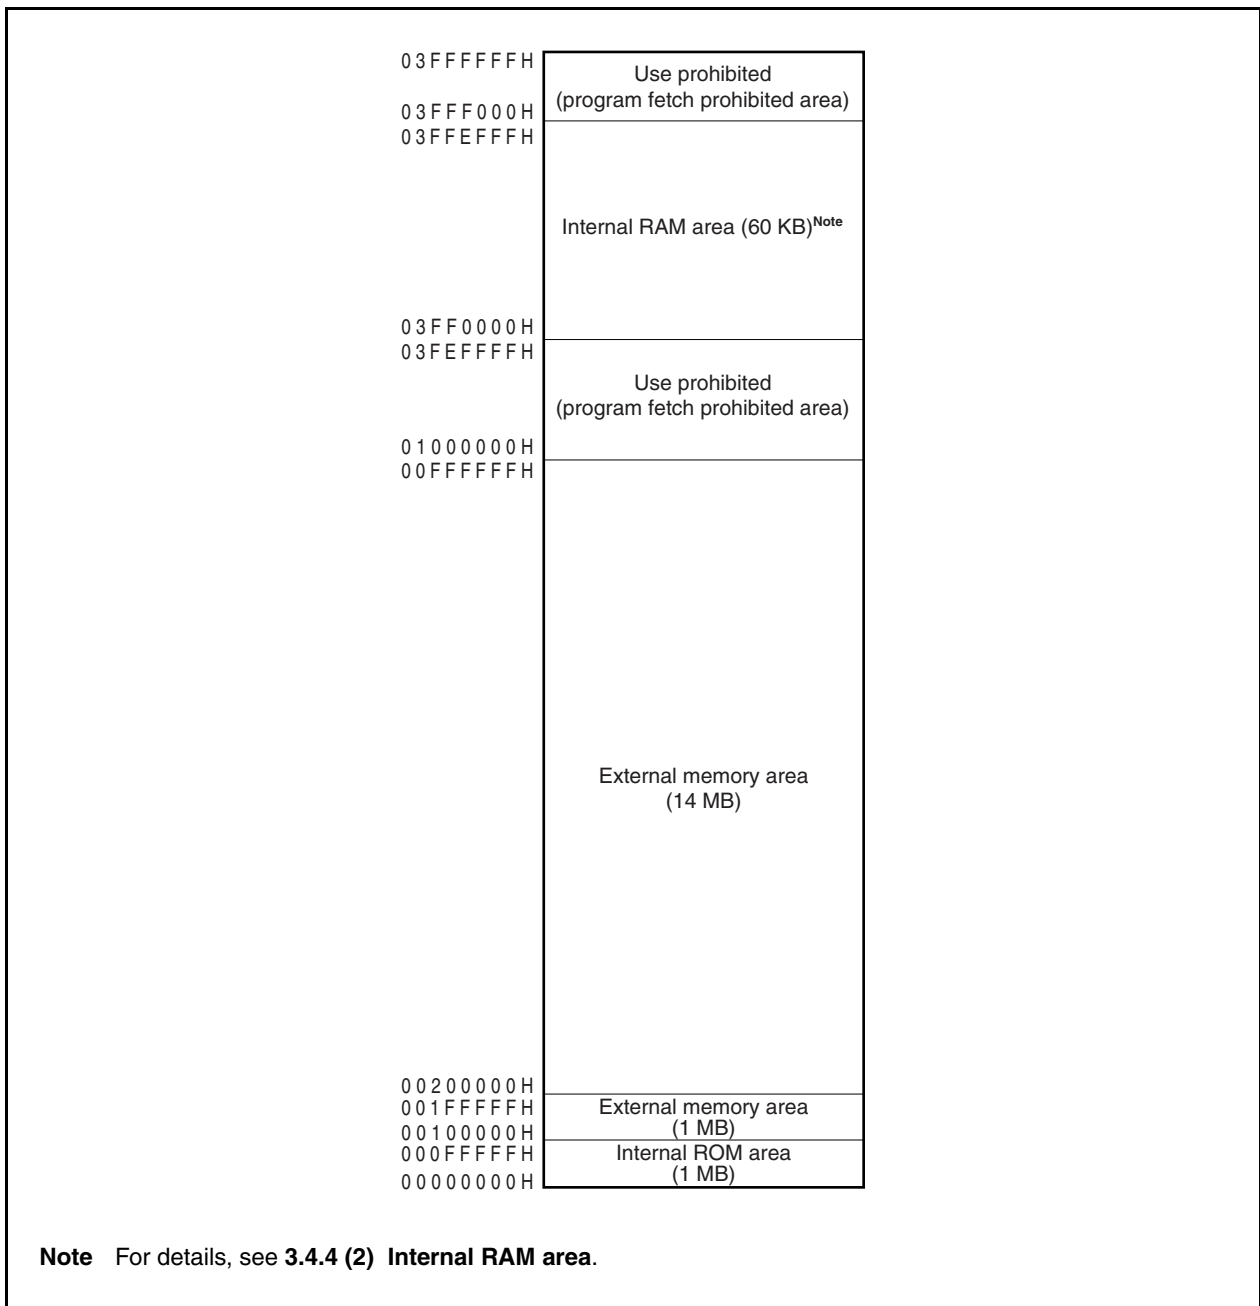 03FFFFFFH
Use prohibited
(program fetch prohibited area)
03FFF000H
03FFEFFFH
Internal RAM area (60 KB)Note
03FF0000H
03FEFFFFH
Use prohibited
(program fetch prohibited area)
01000000H
00FFFFFFH
External memory area
(14 MB)
00200000H
001FFFFFH
External memory area
(1 MB)
00100000H
000FFFFFH
Internal ROM area
(1 MB)
00000000H
Note For details, see 3.4.4 (2) Internal RAM area.